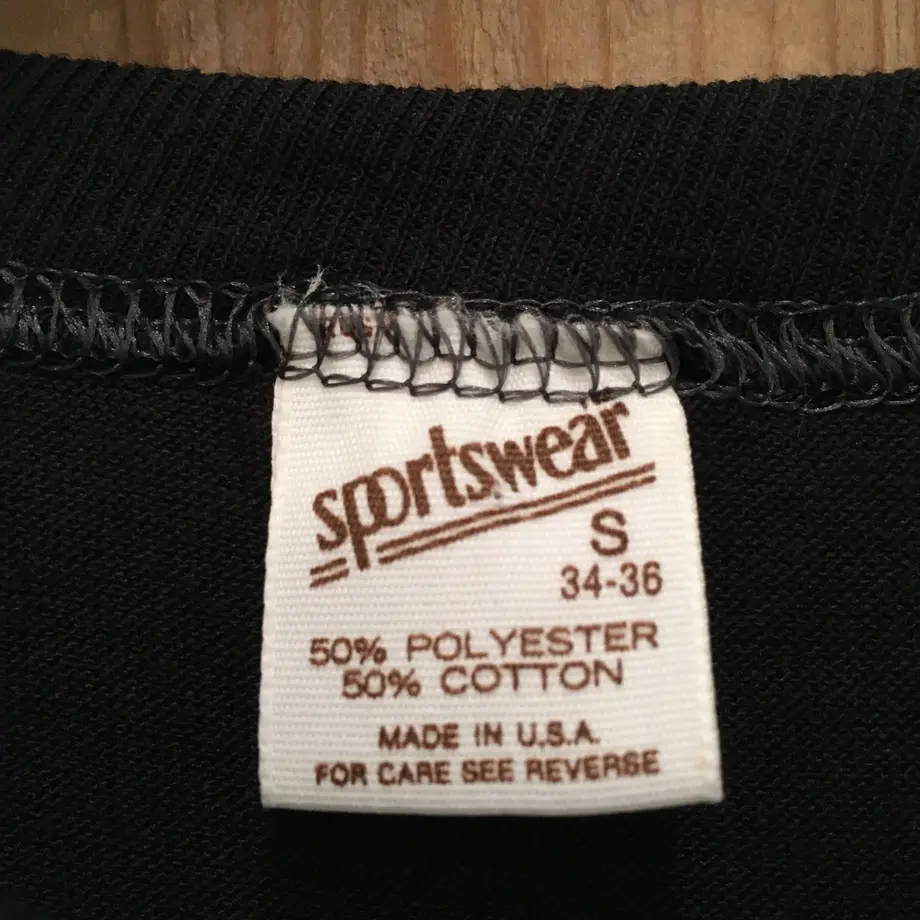 sportswear
S
34-36
50% POLYESTER
50% COTTON
MADE IN U.S.A.
FOR CARE SEE REVERSE